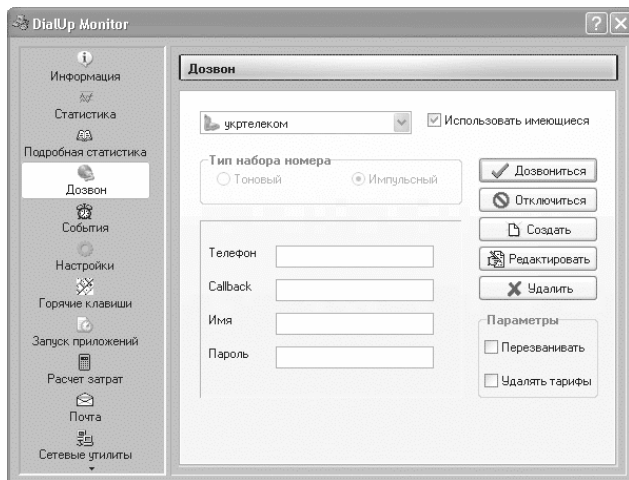 DialUp Monitor
Информация
Статистика
Подробная статистика
Дозвон
События
Настройки
Горячие клавиши
Запуск приложений
Расчет затрат
Почта
Сетевые утилиты
Дозвон
укртелеком
Использовать имеющиеся
Тип набора номера
Тоновый
Импульсный
Телефон
Callback
Имя
Пароль
Дозвониться
Отключиться
Создать
Редактировать
Удалить
Параметры
Перезванивать
Удалять тарифы